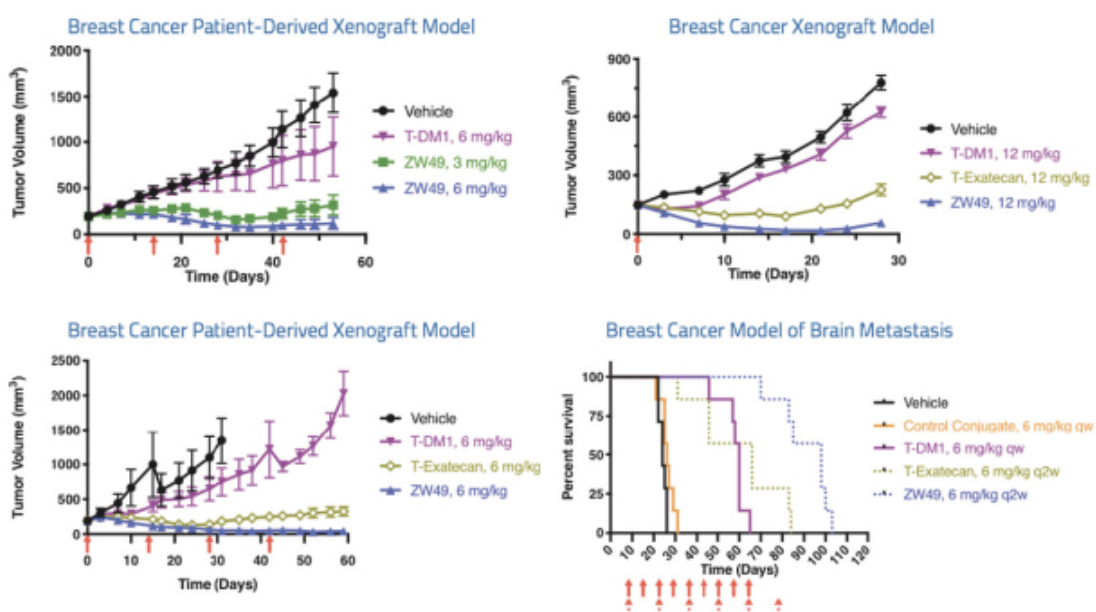 Breast Cancer Patient-Derived Xenograft Model
Tumor Volume (mm³)
2000
1500
1000
500
0
Vehicle
T-DM1, 6 mg/kg
ZW49, 3 mg/kg
ZW49, 6 mg/kg
0 20 40 60
Time (Days)
Breast Cancer Xenograft Model
Tumor Volume (mm³)
900
600
300
0
Vehicle
T-DM1, 12 mg/kg
T-Exatecan, 12 mg/kg
ZW49, 12 mg/kg
0 10 20 30
Time (Days)
Breast Cancer Patient-Derived Xenograft Model
Tumor Volume (mm³)
2500
2000
1500
1000
500
0
Vehicle
T-DM1, 6 mg/kg
T-Exatecan, 6 mg/kg
ZW49, 6 mg/kg
0 10 20 30 40 50 60
Time (Days)
Breast Cancer Model of Brain Metastasis
Percent survival
100
75
50
25
0
Vehicle
Control Conjugate, 6 mg/kg qw
T-DM1, 6 mg/kg qw
T-Exatecan, 6 mg/kg q2w
ZW49, 6 mg/kg q2w
0 10 20 30 40 50 60 70 80 90 100 110 120
Time (Days)